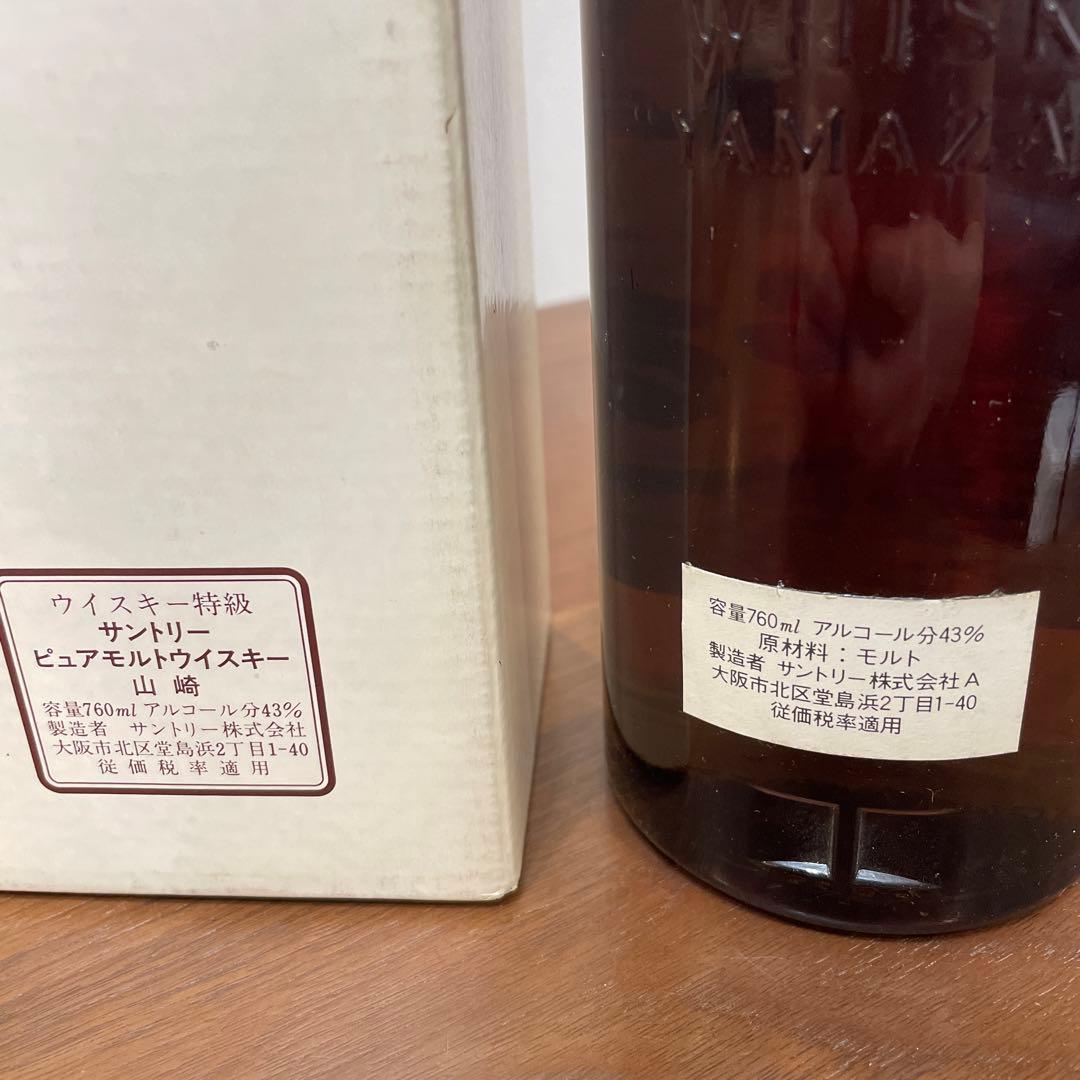 ウイスキー特級
サントリー
ピュアモルトウイスキー
山崎
容量760ml アルコール分43%
製造者 サントリー株式会社
大阪市北区堂島浜2丁目1-40
従価税率適用
WHISK
"YAMAZA
容量760ml アルコール分43%
原材料：モルト
製造者 サントリー株式会社A
大阪市北区堂島浜2丁目1-40
従価税率適用